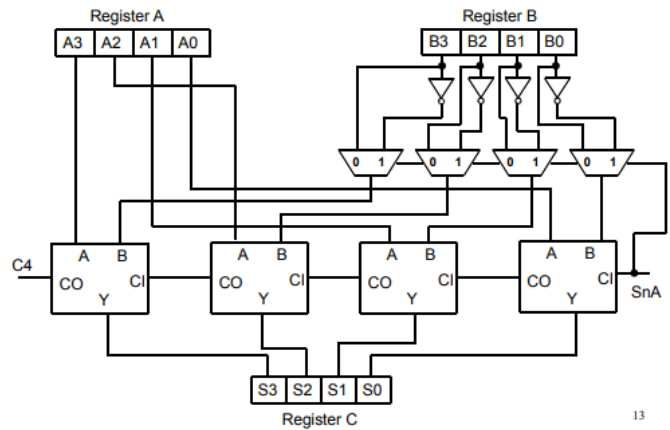 Register A
Register B
A3 A2 A1 A0
B3 B2 B1 B0
0 1 0 1 0 1 0 1
A B A B A B A B
C4 CO CI CO CI CO CI CO CI
Y Y Y Y
SnA
S3 S2 S1 S0
Register C
13